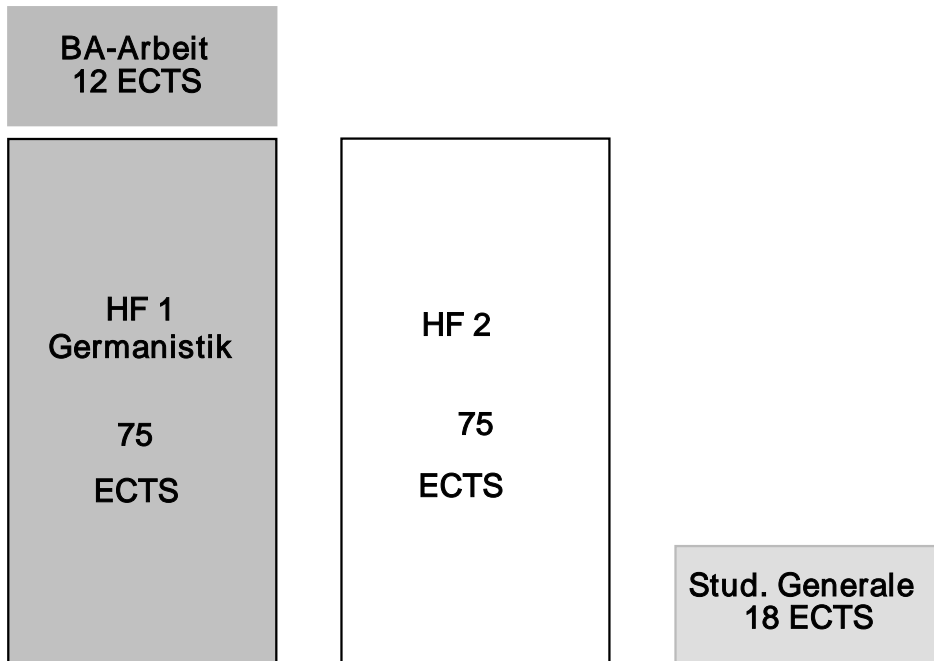 BA-Arbeit
12 ECTS
HF 1
Germanistik
75
ECTS
HF 2
75
ECTS
Stud. Generale
18 ECTS